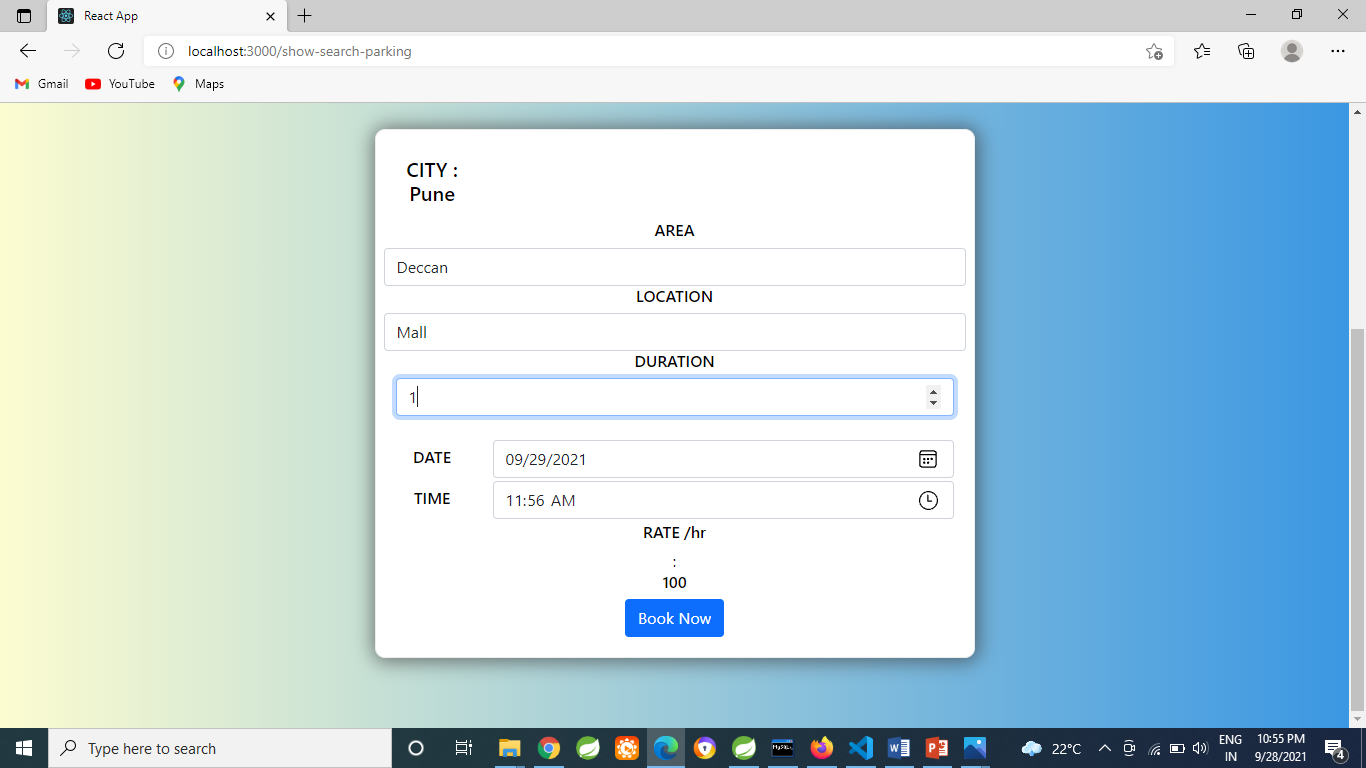 React App
localhost:3000/show-search-parking
Gmail YouTube Maps
CITY :
Pune
AREA
Deccan
LOCATION
Mall
DURATION
1
DATE 09/29/2021
TIME 11:56 AM
RATE /hr
:
100
Book Now
Type here to search
22°C
ENG
IN
10:55 PM
9/28/2021
4
MySQL